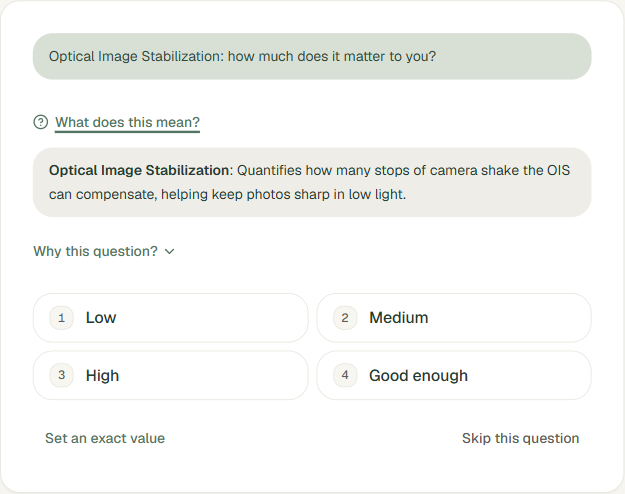 Optical Image Stabilization: how much does it matter to you?
What does this mean?
Optical Image Stabilization: Quantifies how many stops of camera shake the OIS
can compensate, helping keep photos sharp in low light.
Why this question?
1 Low
2 Medium
3 High
4 Good enough
Set an exact value
Skip this question